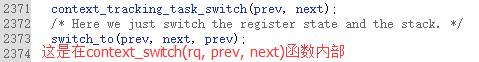 2371 context_tracking_task_switch(prev, next);
2372 /* Here we just switch the register state and the stack. */
2373 switch_to(prev, next, prev);
2374 这是在context_switch(rq, prev, next)函数内部